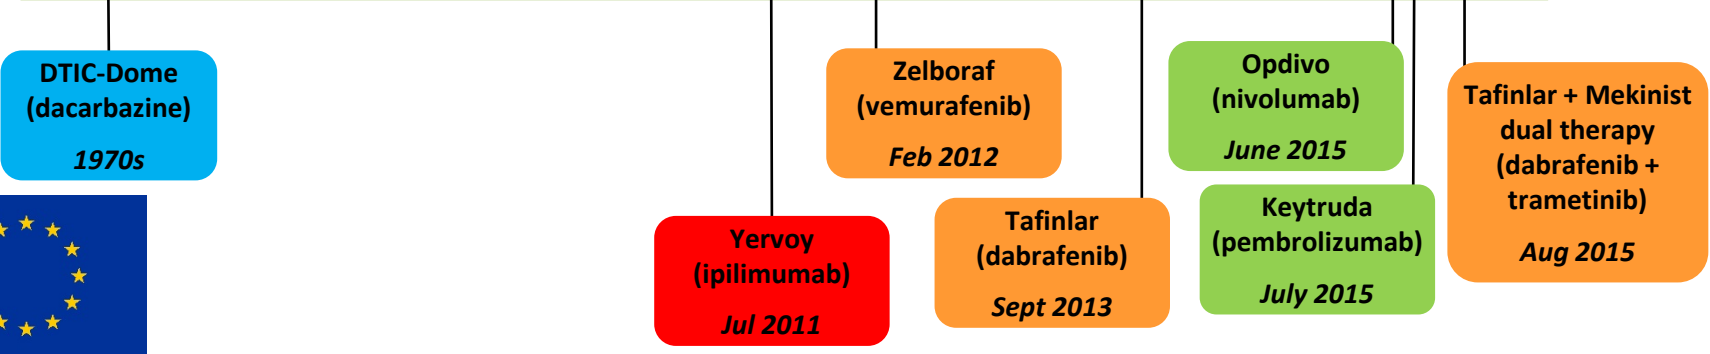 DTIC-Dome
(dacarbazine)
1970s
Yervoy
(ipilimumab)
Jul 2011
Zelboraf
(vemurafenib)
Feb 2012
Tafinlar
(dabrafenib)
Sept 2013
Opdivo
(nivolumab)
June 2015
Keytruda
(pembrolizumab)
July 2015
Tafinlar + Mekinist
dual therapy
(dabrafenib +
trametinib)
Aug 2015